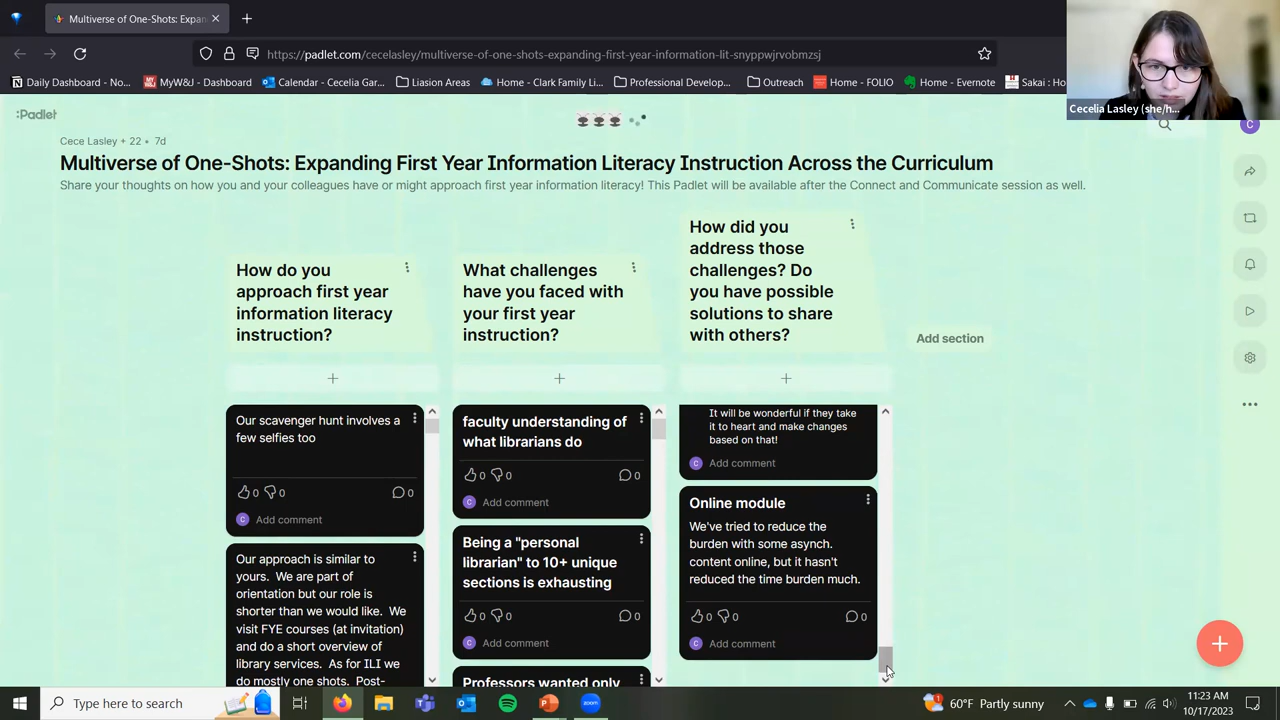 Multiverse of One-Shots: Expan
https://padlet.com/cecelasley/multiverse-of-one-shots-expanding-first-year-information-lit-snyppwjrvobmzsj
Daily Dashboard - No...
MyW&J - Dashboard
Calendar - Cecelia Gar...
Liasions
Home - Clark Family Li...
Professional Develop...
Outreach
Home - FOLIO
Home - Evernote
Sakai : Ho
Cecelia Lasley (she/h...
:Padlet
Cece Lasley + 22 • 7d
C
Multiverse of One-Shots: Expanding First Year Information Literacy Instruction Across the Curriculum
Share your thoughts on how you and your colleagues have or might approach first year information literacy! This Padlet will be available after the Connect and Communicate session as well.
How do you
approach first year
information literacy
instruction?
Our scavenger hunt involves a
few selfies too
0 0 0
C Add comment
Our approach is similar to
yours. We are part of
orientation but our role is
shorter than we would like. We
visit FYE courses (at invitation)
and do a short overview of
library services. As for ILI we
do mostly one shots. Post-
What challenges
have you faced with
your first year
instruction?
faculty understanding of
what librarians do
0 0 0
C Add comment
Being a "personal
librarian" to 10+ unique
sections is exhausting
0 0 0
C Add comment
Professors wanted only
How did you
address those
challenges? Do
you have possible
solutions to share
with others?
It will be wonderful if they take
it to heart and make changes
based on that!
C Add comment
Online module
We've tried to reduce the
burden with some asynch.
content online, but it hasn't
reduced the time burden much.
0 0 0
C Add comment
Add section
Type here to search
60°F Partly sunny
11:23 AM
10/17/2023